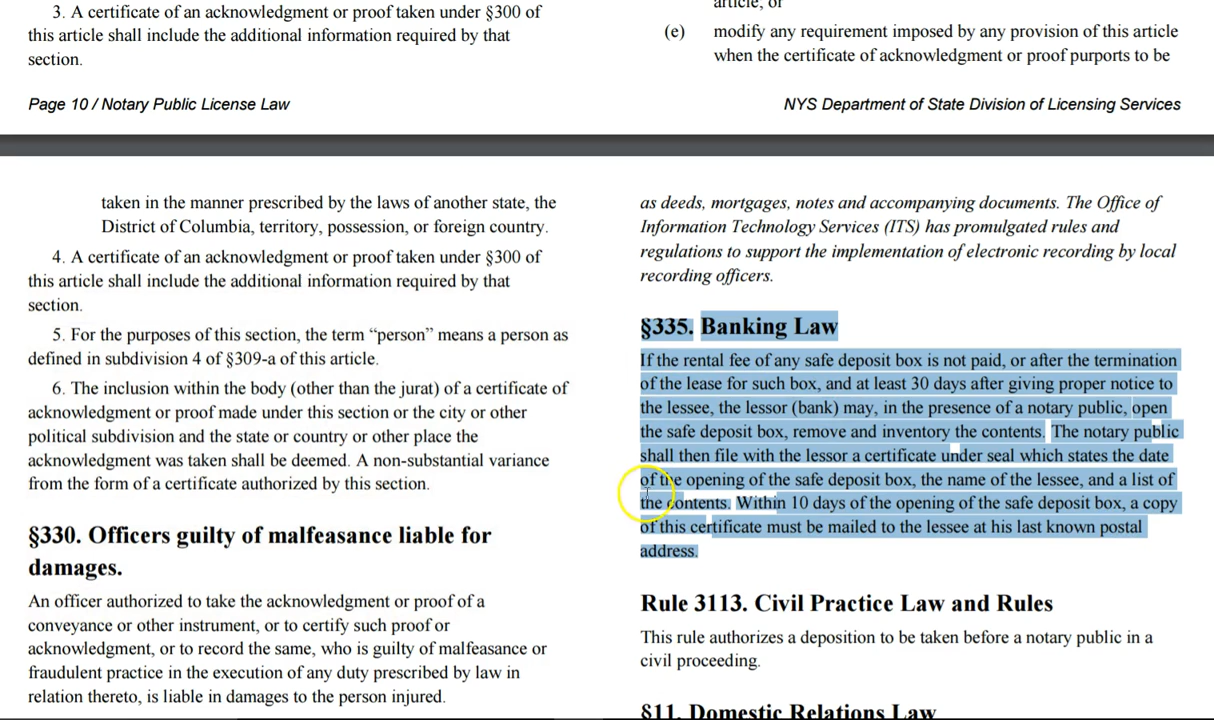 3. A certificate of an acknowledgment or proof taken under §300 of
this article shall include the additional information required by that
section.
article, or
(e) modify any requirement imposed by any provision of this article
when the certificate of acknowledgment or proof purports to be
Page 10 / Notary Public License Law
NYS Department of State Division of Licensing Services
taken in the manner prescribed by the laws of another state, the
District of Columbia, territory, possession, or foreign country.
4. A certificate of an acknowledgment or proof taken under §300 of
this article shall include the additional information required by that
section.
5. For the purposes of this section, the term “person” means a person as
defined in subdivision 4 of §309-a of this article.
6. The inclusion within the body (other than the jurat) of a certificate of
acknowledgment or proof made under this section or the city or other
political subdivision and the state or country or other place the
acknowledgment was taken shall be deemed. A non-substantial variance
from the form of a certificate authorized by this section.
§330. Officers guilty of malfeasance liable for
damages.
An officer authorized to take the acknowledgment or proof of a
conveyance or other instrument, or to certify such proof or
acknowledgment, or to record the same, who is guilty of malfeasance or
fraudulent practice in the execution of any duty prescribed by law in
relation thereto, is liable in damages to the person injured.
as deeds, mortgages, notes and accompanying documents. The Office of
Information Technology Services (ITS) has promulgated rules and
regulations to support the implementation of electronic recording by local
recording officers.
§335. Banking Law
If the rental fee of any safe deposit box is not paid, or after the termination
of the lease for such box, and at least 30 days after giving proper notice to
the lessee, the lessor (bank) may, in the presence of a notary public, open
the safe deposit box, remove and inventory the contents. The notary public
shall then file with the lessor a certificate under seal which states the date
of the opening of the safe deposit box, the name of the lessee, and a list of
the contents. Within 10 days of the opening of the safe deposit box, a copy
of this certificate must be mailed to the lessee at his last known postal
address.
Rule 3113. Civil Practice Law and Rules
This rule authorizes a deposition to be taken before a notary public in a
civil proceeding.
§11. Domestic Relations Law